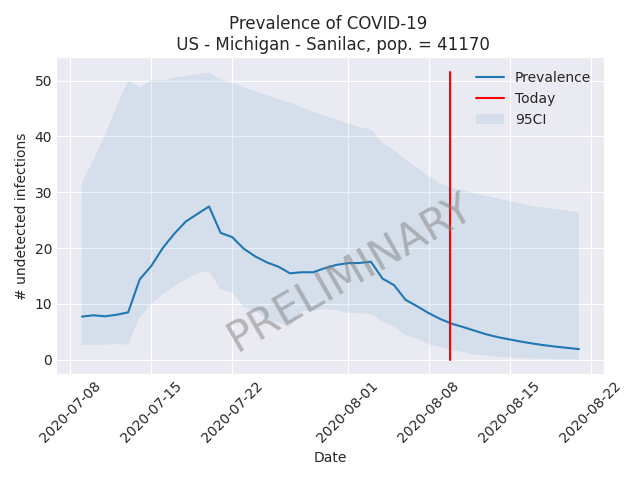 Prevalence of COVID-19
US - Michigan - Sanilac, pop. = 41170
Prevalence
Today
95CI
# undetected infections
50
40
30
20
10
0
PRELIMINARY
2020-07-08
2020-07-15
2020-07-22
2020-08-01
2020-08-08
2020-08-15
2020-08-22
Date